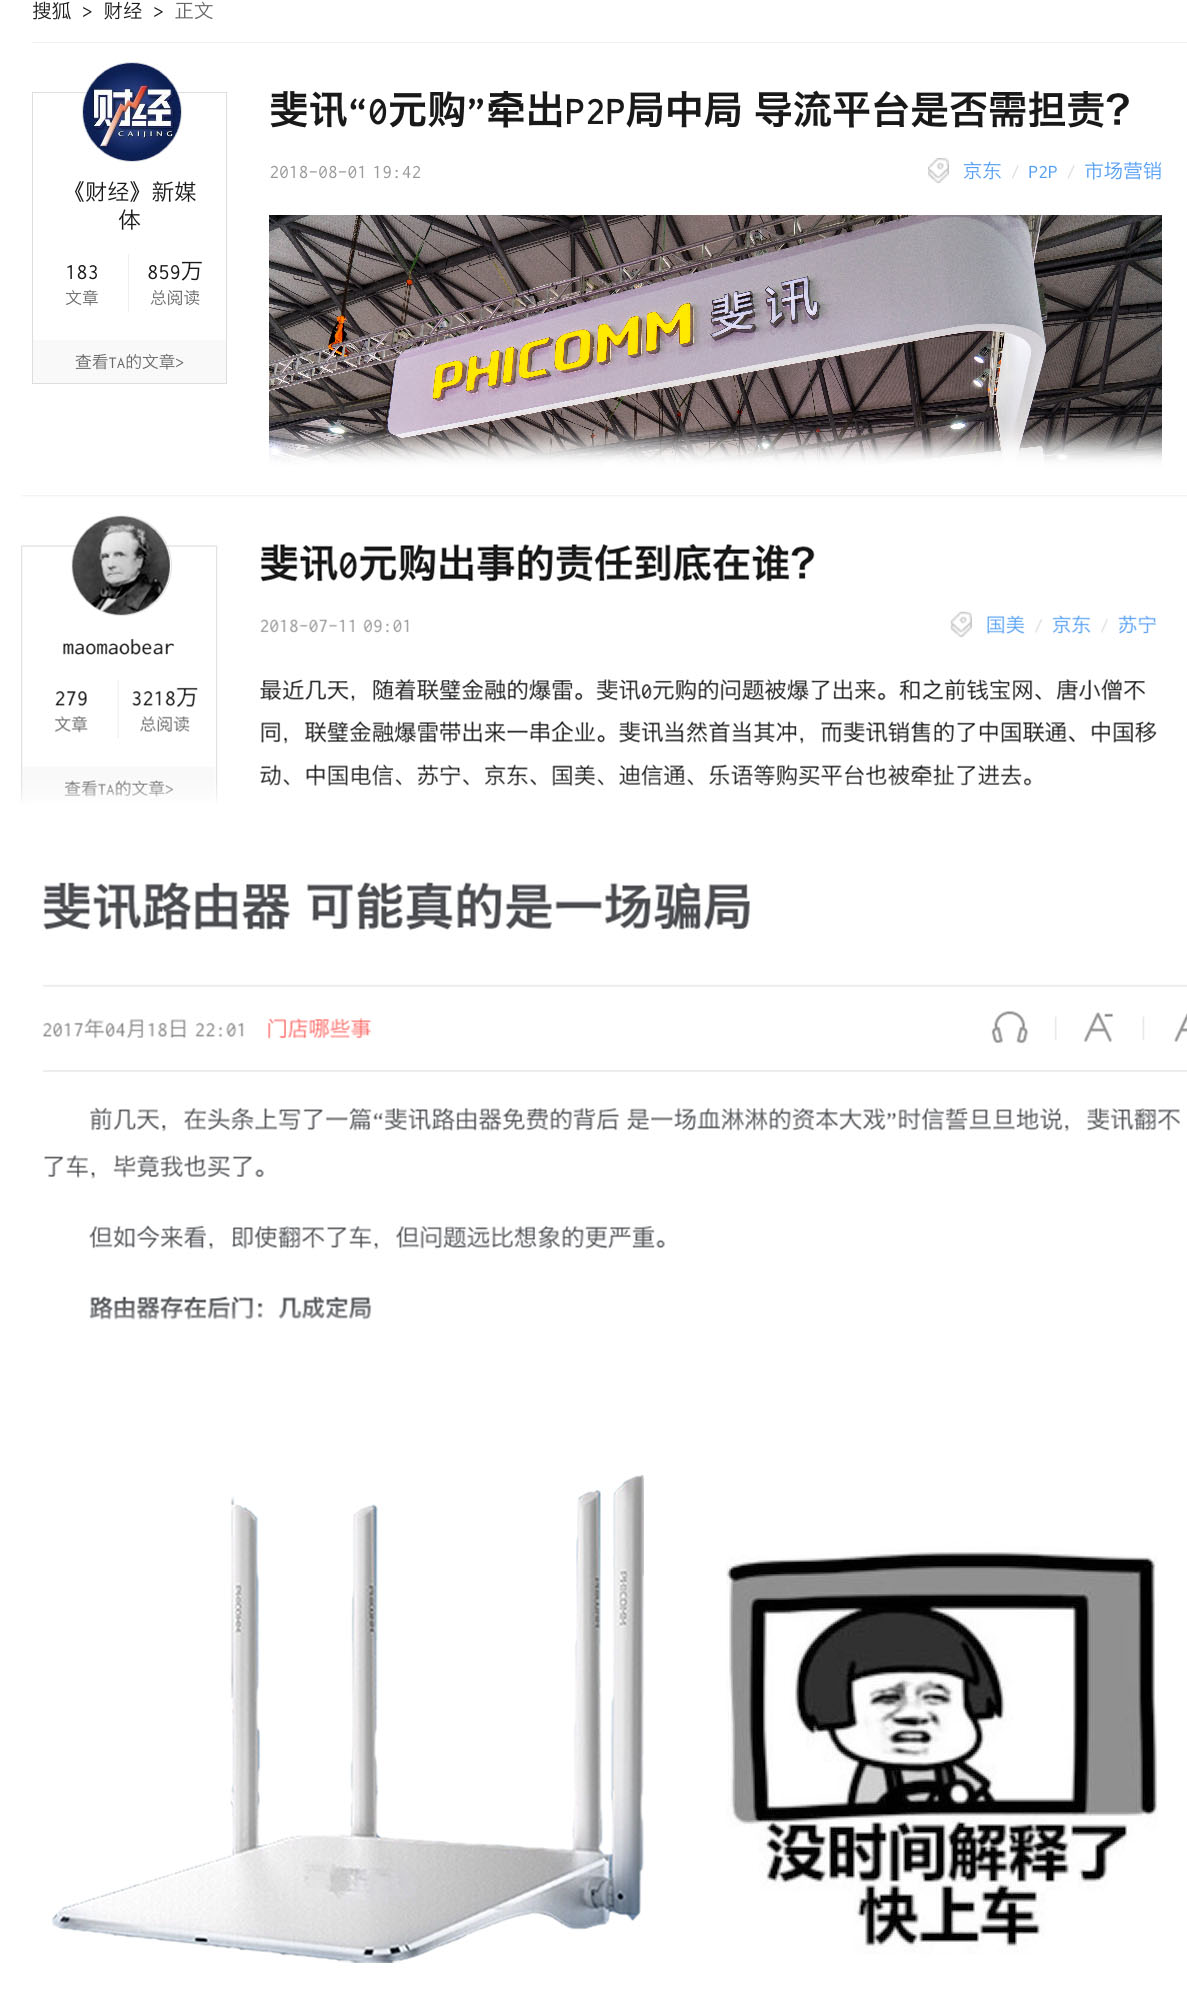 搜狐 > 财经 > 正文
财经
CAIJING
《财经》新媒
体
183
文章
859万
总阅读
查看TA的文章>
斐讯“0元购”牵出P2P局中局 导流平台是否需担责?
2018-08-01 19:42
京东 / P2P / 市场营销
PHICOMM 斐讯
maomaobear
279
文章
3218万
总阅读
查看TA的文章>
斐讯0元购出事的责任到底在谁?
2018-07-11 09:01
国美 / 京东 / 苏宁
最近几天，随着联璧金融的爆雷。斐讯0元购的问题被爆了出来。和之前钱宝网、唐小僧不
同，联璧金融爆雷带出来一串企业。斐讯当然首当其冲，而斐讯销售的了中国联通、中国移
动、中国电信、苏宁、京东、国美、迪信通、乐语等购买平台也被牵扯了进去。
斐讯路由器 可能真的是一场骗局
2017年04月18日 22:01 门店哪些事
A-
前几天，在头条上写了一篇“斐讯路由器免费的背后 是一场血淋淋的资本大戏”时信誓旦旦地说，斐讯翻不
了车，毕竟我也买了。
但如今来看，即使翻不了车，但问题远比想象的更严重。
路由器存在后门：几成定局
PHICOMM
PHICOMM
PHICOMM
PHICOMM
没时间解释了
快上车